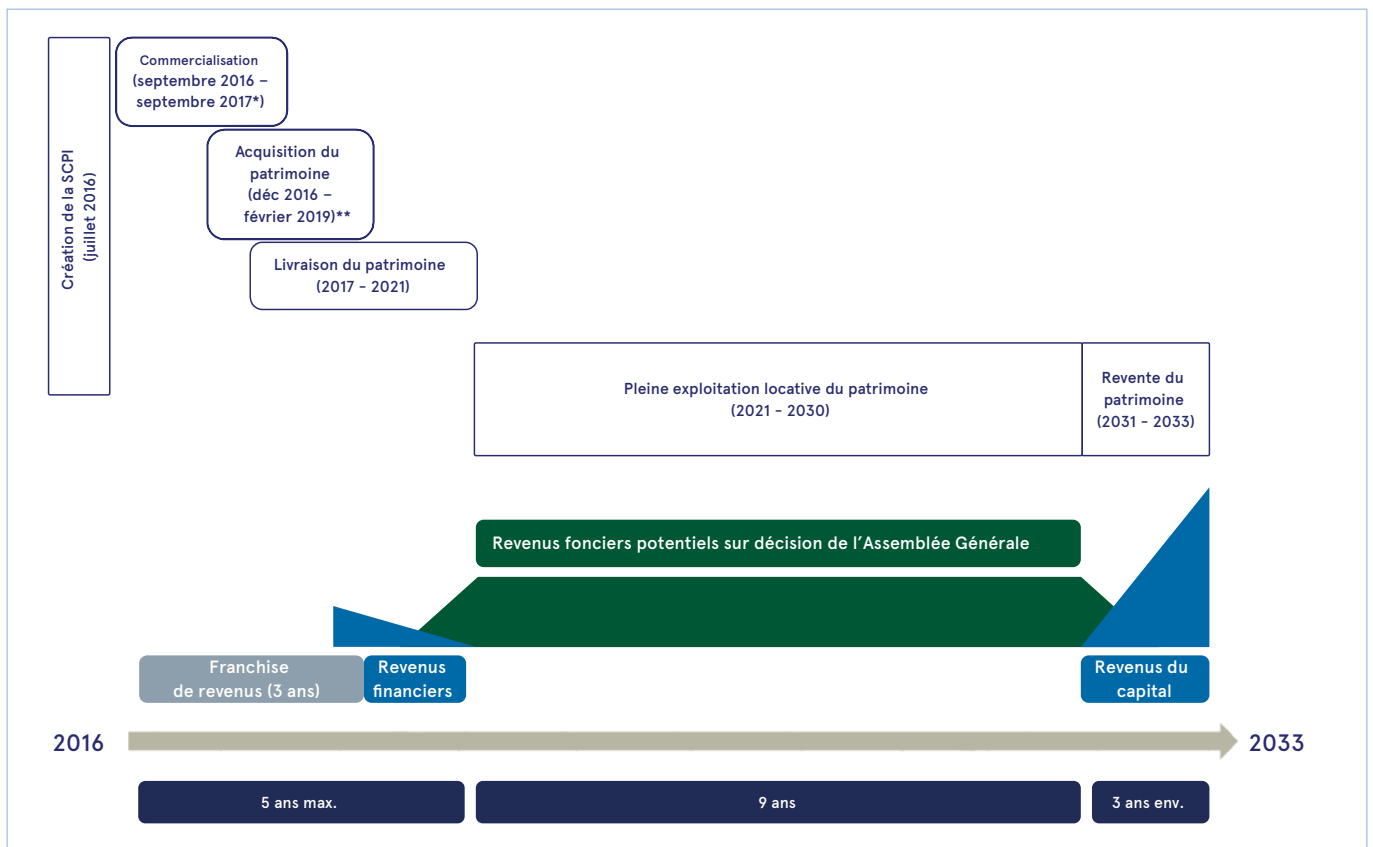 Création de la SCPI
(juillet 2016)
Commercialisation
(septembre 2016 –
septembre 2017*)
Acquisition du
patrimoine
(déc 2016 –
février 2019)**
Livraison du patrimoine
(2017 - 2021)
Pleine exploitation locative du patrimoine
(2021 - 2030)
Revente du
patrimoine
(2031 - 2033)
Revenus fonciers potentiels sur décision de l’Assemblée Générale
Franchise
de revenus (3 ans)
Revenus
financiers
Revenus du
capital
2016
2033
5 ans max.
9 ans
3 ans env.